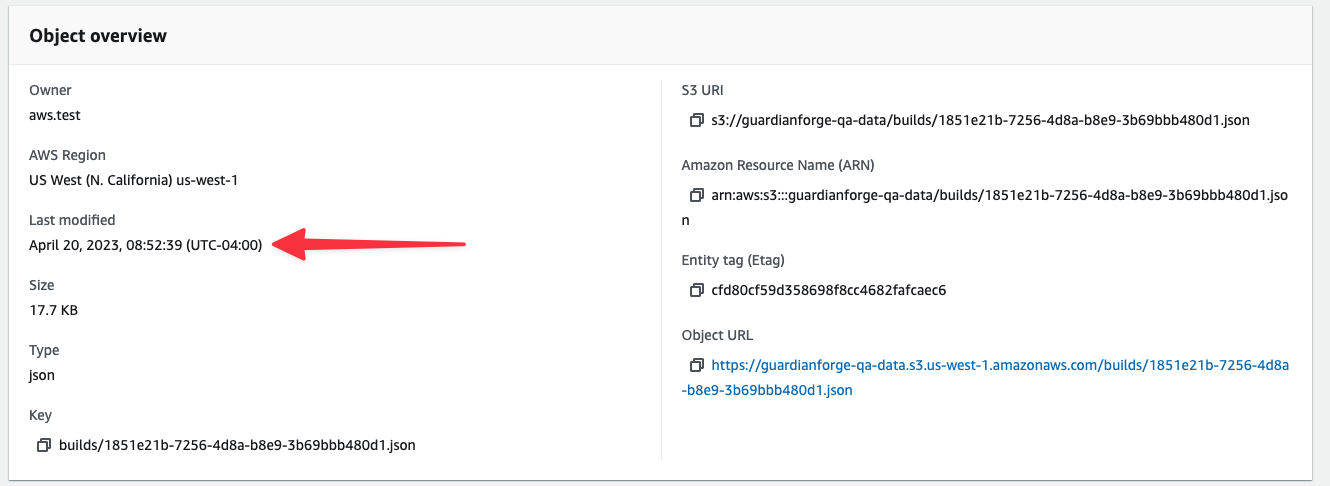 Object overview
Owner
aws.test
AWS Region
US West (N. California) us-west-1
Last modified
April 20, 2023, 08:52:39 (UTC-04:00)
Size
17.7 KB
Type
json
Key
builds/1851e21b-7256-4d8a-b8e9-3b69bbb480d1.json
S3 URI
s3://guardianforge-qa-data/builds/1851e21b-7256-4d8a-b8e9-3b69bbb480d1.json
Amazon Resource Name (ARN)
arn:aws:s3:::guardianforge-qa-data/builds/1851e21b-7256-4d8a-b8e9-3b69bbb480d1.jso
n
Entity tag (Etag)
cfd80cf59d358698f8cc4682fafcaec6
Object URL
https://guardianforge-qa-data.s3.us-west-1.amazonaws.com/builds/1851e21b-7256-4d8a
-b8e9-3b69bbb480d1.json